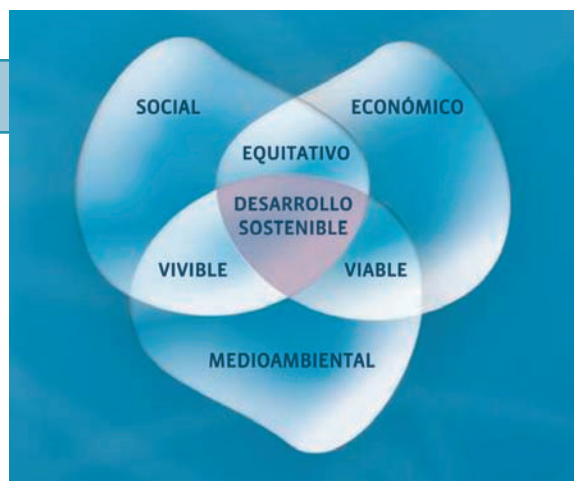 SOCIAL
ECONÓMICO
EQUITATIVO
DESARROLLO
SOSTENIBLE
VIVIBLE
VIABLE
MEDIOAMBIENTAL